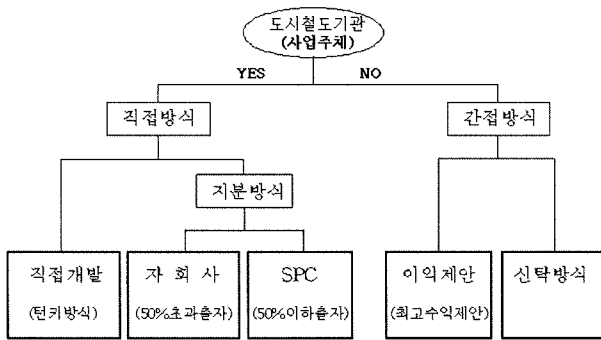 도시철도기관
(사업주체)
YES NO
직접방식 간접방식
지분방식
직접개발 자 회 사 SPC 이익제안 신탁방식
(턴키방식) (50%초과출자) (50%이하출자) (최고수익제안)